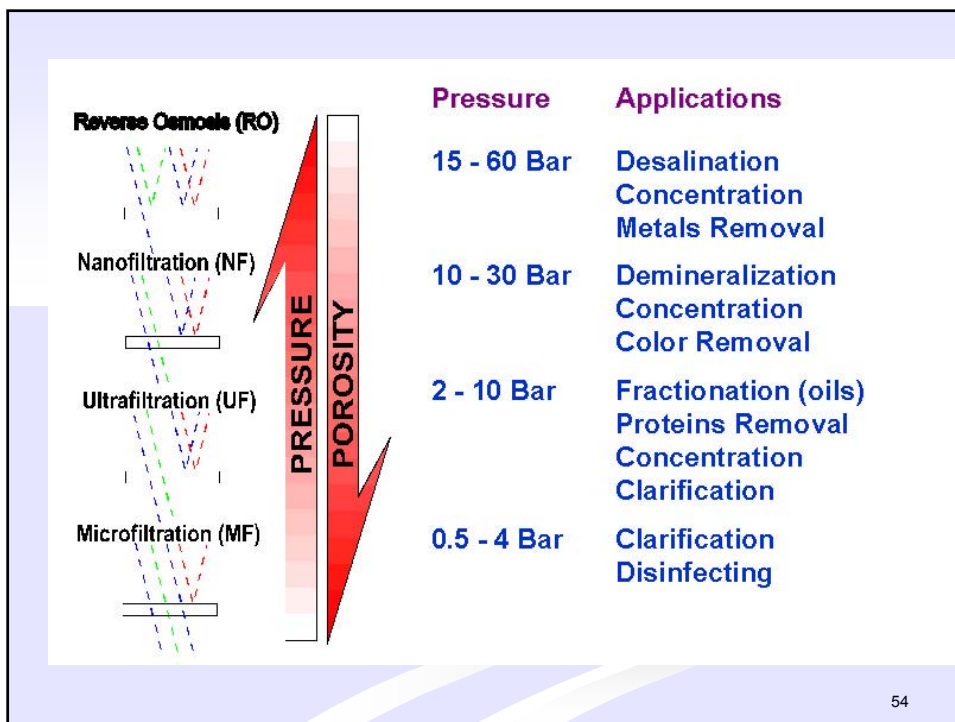 Pressure Applications
Reverse Osmosis (RO)
15 - 60 Bar Desalination
Concentration
Metals Removal
Nanofiltration (NF)
10 - 30 Bar Demineralization
Concentration
Color Removal
PRESSURE
POROSITY
Ultrafiltration (UF)
2 - 10 Bar Fractionation (oils)
Proteins Removal
Concentration
Clarification
Microfiltration (MF)
0.5 - 4 Bar Clarification
Disinfecting
54